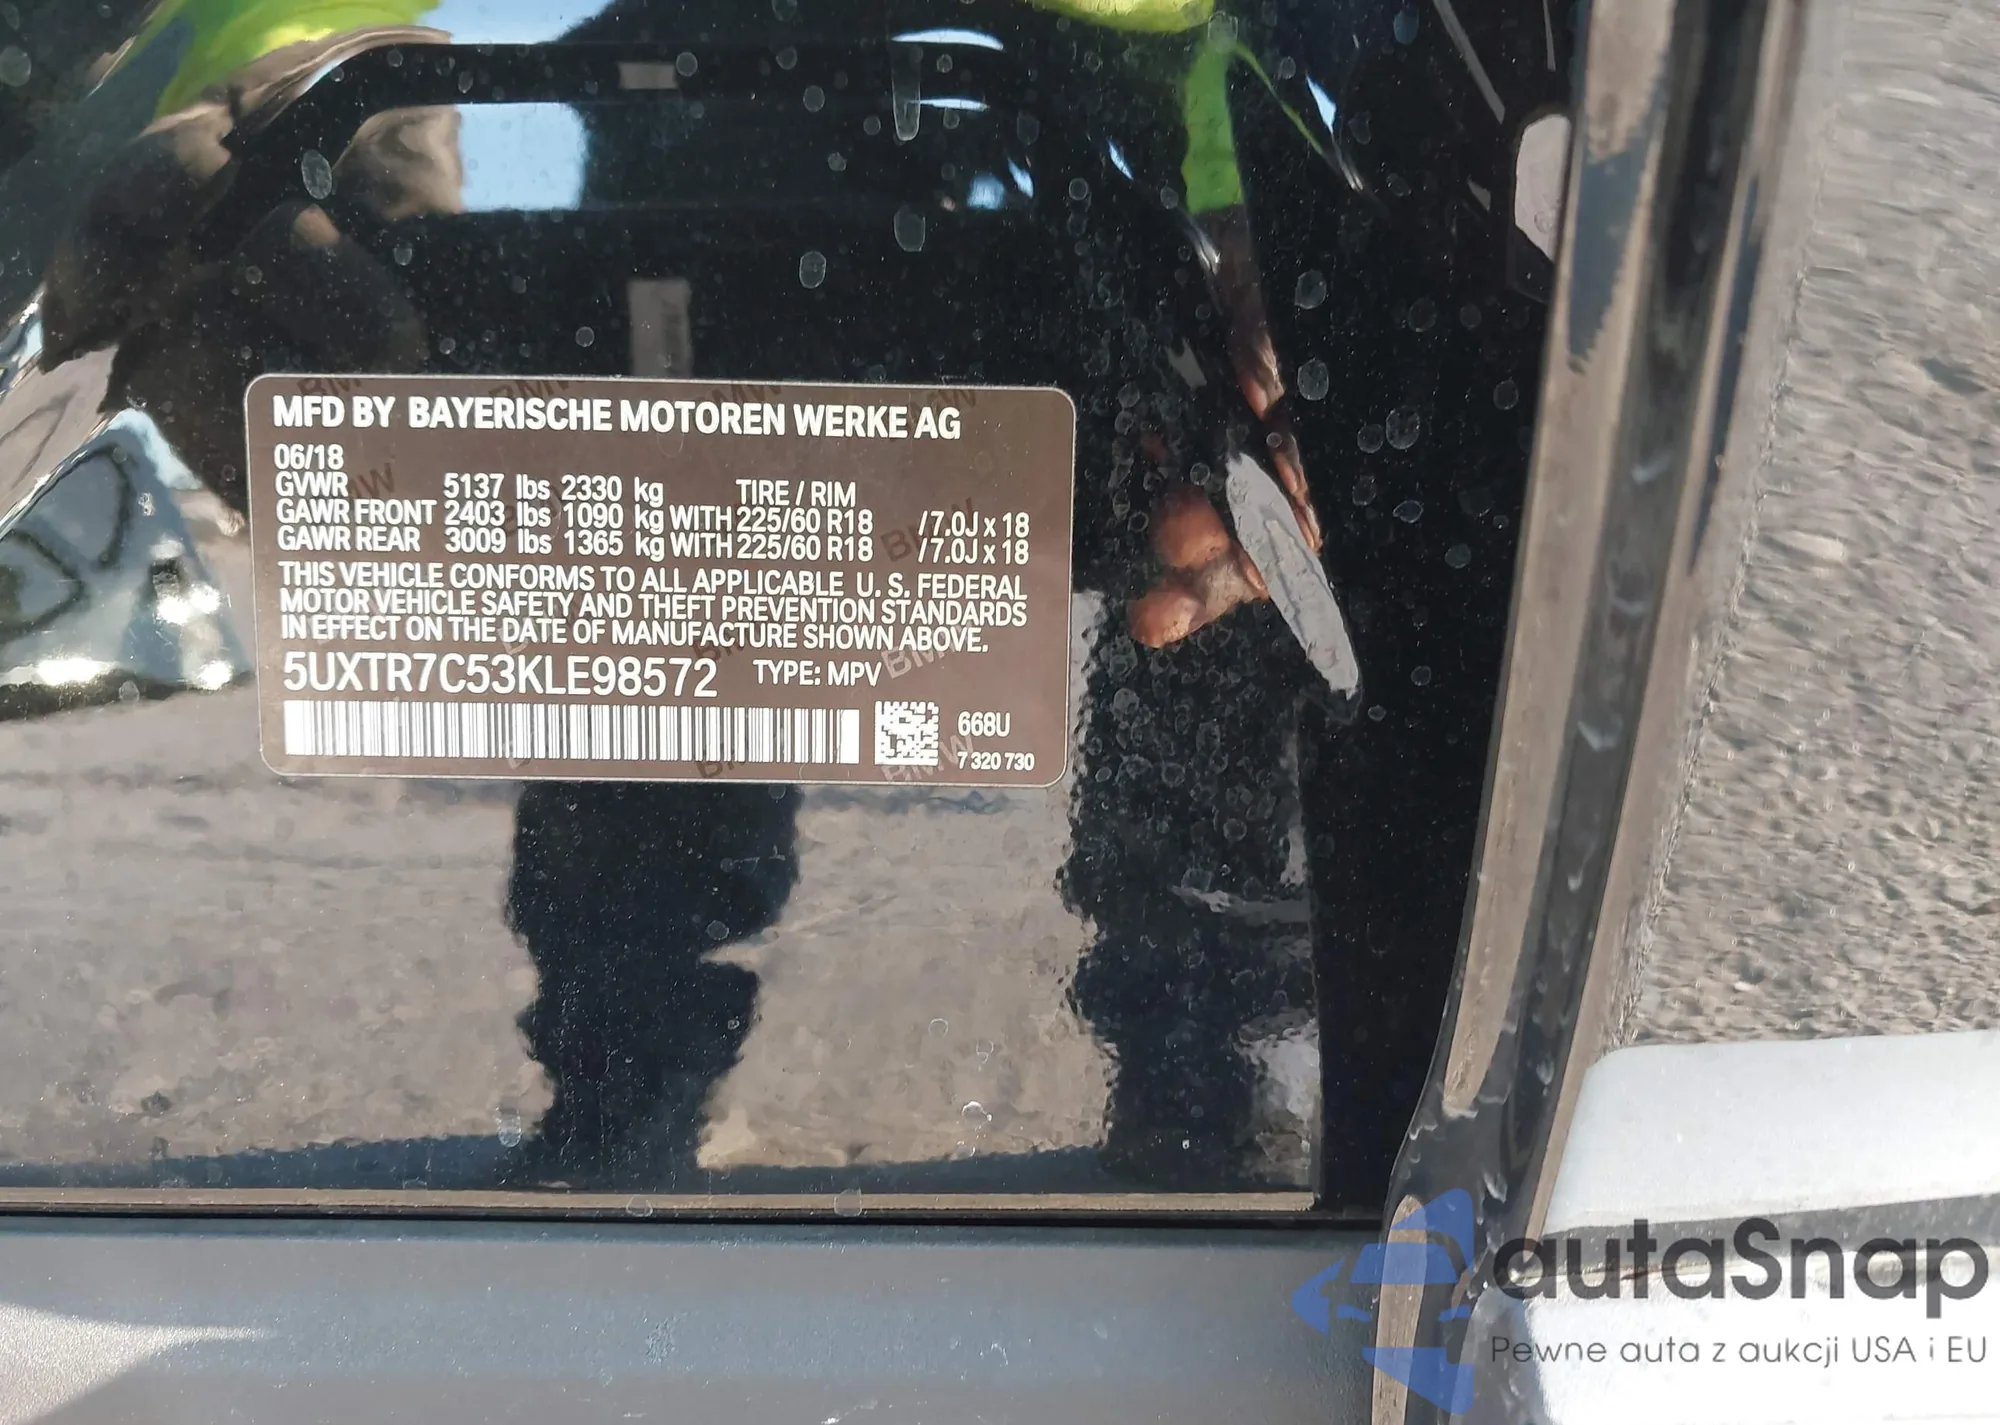 MFD BY BAYERISCHE MOTOREN WERKE AG
06/18
GVWR 5137 lbs 2330 kg TIRE / RIM
GAWR FRONT 2403 lbs 1090 kg WITH 225/60 R18 /7.0J x 18
GAWR REAR 3009 lbs 1365 kg WITH 225/60 R18 /7.0J x 18
THIS VEHICLE CONFORMS TO ALL APPLICABLE U. S. FEDERAL
MOTOR VEHICLE SAFETY AND THEFT PREVENTION STANDARDS
IN EFFECT ON THE DATE OF MANUFACTURE SHOWN ABOVE.
5UXTR7C53KLE98572 TYPE: MPV
668U
7 320 730
autaSnap
Pewne auta z aukcji USA i EU